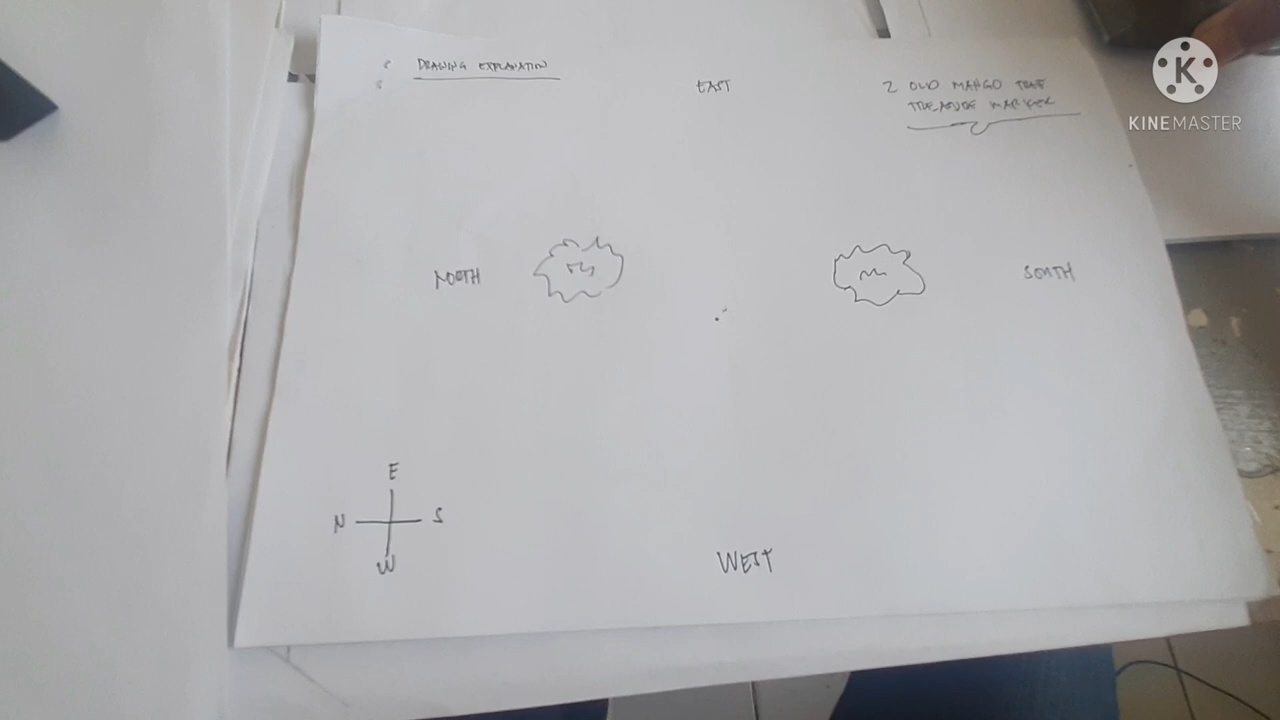 DRAWING EXPLANATION
EAST
2 OLD MANGO TREE
TREASURE MARKER
K
KINEMASTER
NORTH
SOUTH
E
N
S
W
WEST